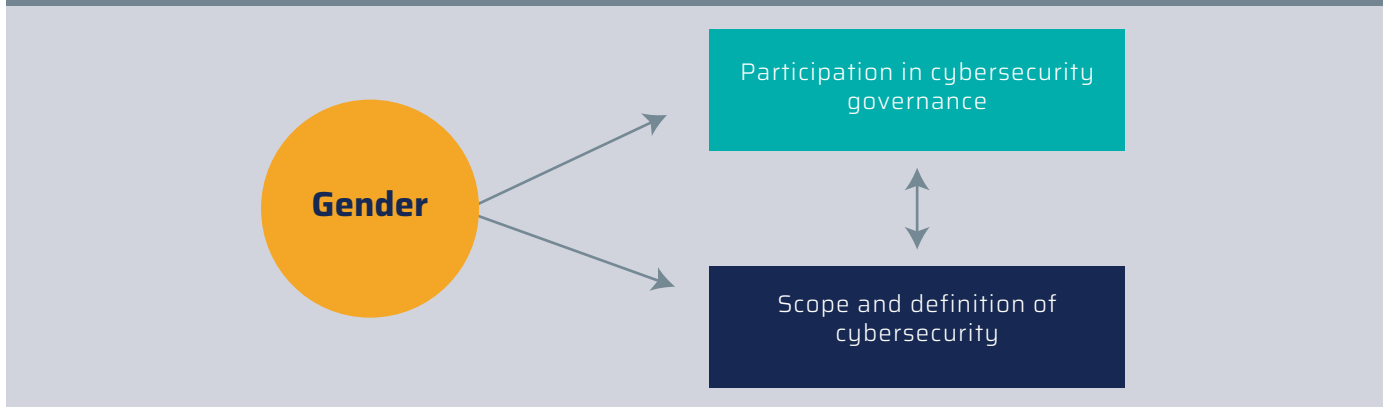 Gender
Participation in cybersecurity
governance
Scope and definition of
cybersecurity